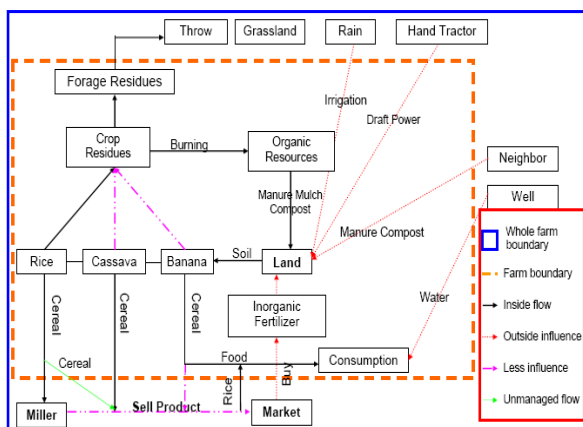 Throw
Grassland
Rain
Hand Tractor
Forage Residues
Irrigation
Draft Power
Crop
Residues
Burning
Organic
Resources
Neighbor
Manure Mulch
Compost
Well
Manure Compost
Rice
Cassava
Banana
Soil
Land
Whole farm
boundary
Farm boundary
Inside flow
Outside influence
Less influence
Unmanaged flow
Cereal
Cereal
Cereal
Inorganic
Fertilizer
Water
Cereal
Food
Consumption
Rice
Buy
Miller
Sell Product
Market